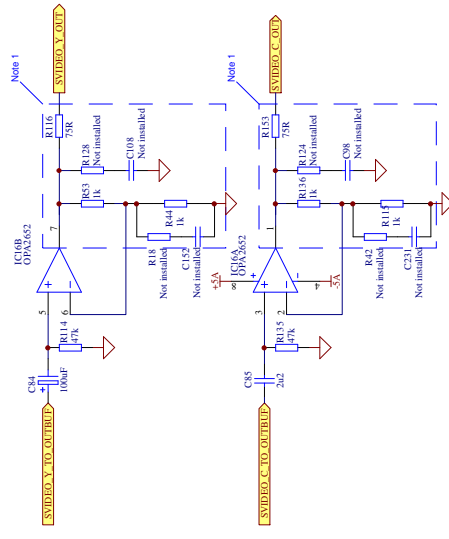 SVIDEO_Y_OUT
SVIDEO_C_OUT
Note 1
Note 1
R116
75R
R128
Not installed
C108
Not installed
R53
1k
R44
1k
R18
Not installed
C152
Not installed
IC16B
OPA2652
7
5
6
R114
47k
C84
+
100uF
SVIDEO_Y_TO_OUTBUF
R153
75R
R124
Not installed
C98
Not installed
R136
1k
R115
1k
R42
Not installed
C231
Not installed
+5A
8
IC16A
OPA2652
1
3
2
4
-5A
R135
47k
C85
2u2
SVIDEO_C_TO_OUTBUF